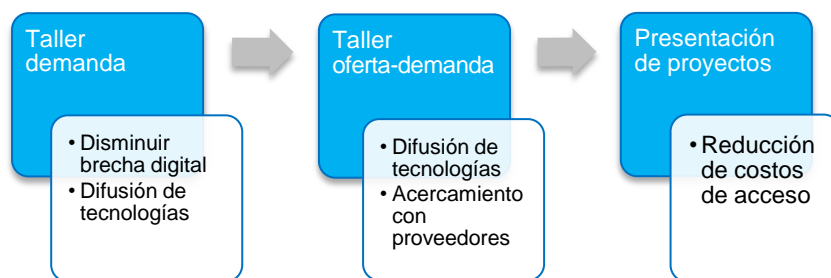 Taller
demanda
• Disminuir
brecha digital
• Difusión de
tecnologías
Taller
oferta-demanda
• Difusión de
tecnologías
• Acercamiento
con
proveedores
Presentación
de proyectos
• Reducción
de costos
de acceso